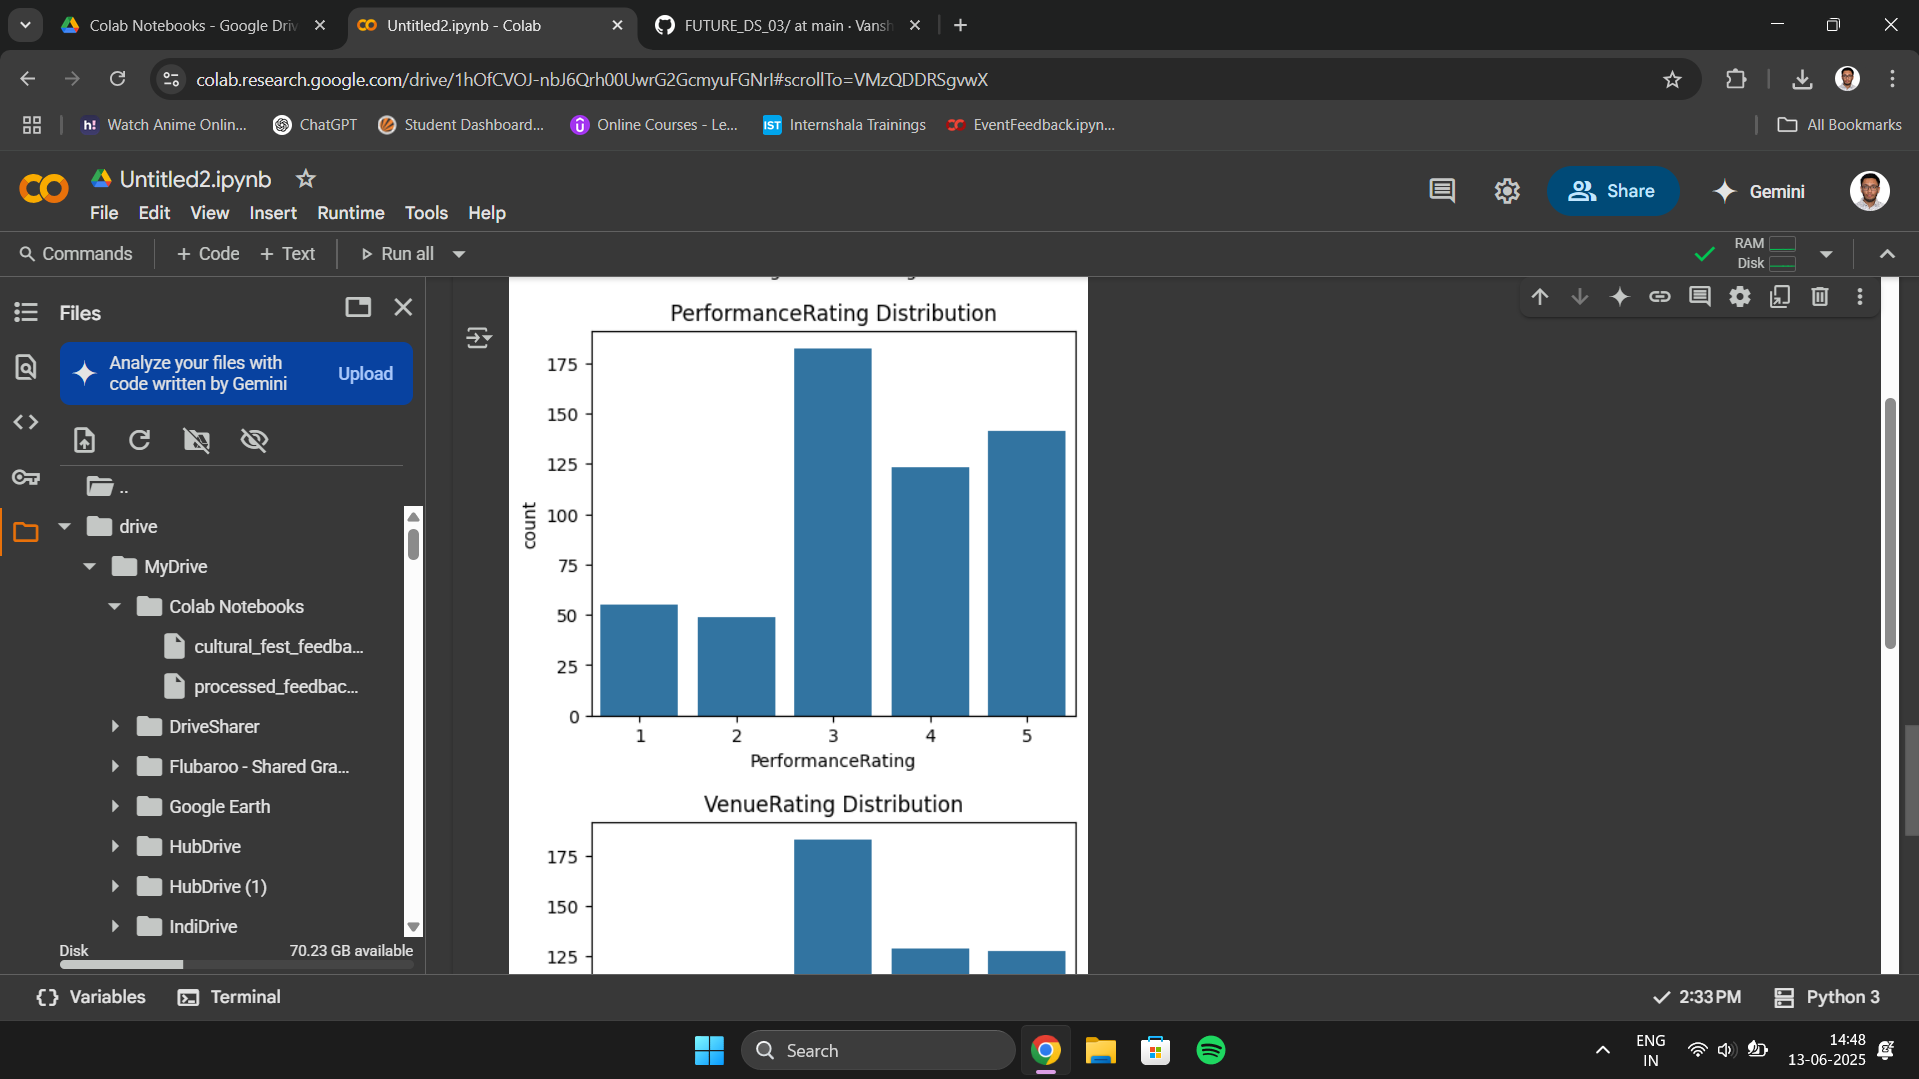 Colab Notebooks - Google Driv
Untitled2.ipynb - Colab
FUTURE_DS_03/ at main · Vansh
colab.research.google.com/drive/1hOfCVOJ-nbJ6Qrh00UwrG2GcmyuFGNrI#scrollTo=VMzQDDRSgvwX
h! Watch Anime Onlin...
ChatGPT
Student Dashboard...
Online Courses - Le...
IST Internshala Trainings
EventFeedback.ipyn...
All Bookmarks
Untitled2.ipynb
File Edit View Insert Runtime Tools Help
Share
Gemini
Commands
+ Code
+ Text
Run all
RAM
Disk
Files
Analyze your files with
code written by Gemini
Upload
..
drive
MyDrive
Colab Notebooks
cultural_fest_feedba...
processed_feedbac...
DriveSharer
Flubaroo - Shared Gra...
Google Earth
HubDrive
HubDrive (1)
IndiDrive
Disk
70.23 GB available
PerformanceRating Distribution
175
150
125
100
75
50
25
0
count
1 2 3 4 5
PerformanceRating
VenueRating Distribution
175
150
125
Variables
Terminal
2:33 PM
Python 3
Search
ENG
IN
14:48
13-06-2025